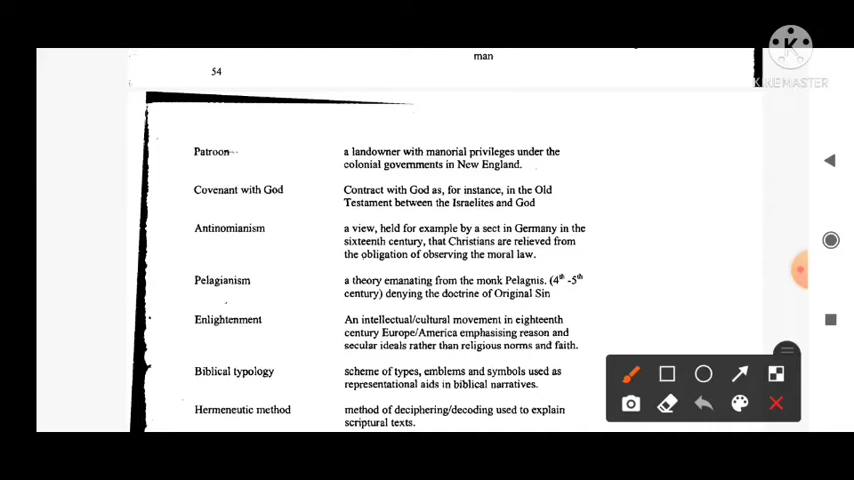 man
54
KINEMASTER
Patroon
a landowner with manorial privileges under the
colonial governments in New England.
Covenant with God
Contract with God as, for instance, in the Old
Testament between the Israelites and God
Antinomianism
a view, held for example by a sect in Germany in the
sixteenth century, that Christians are relieved from
the obligation of observing the moral law.
Pelagianism
a theory emanating from the monk Pelagnis. (4th -5th
century) denying the doctrine of Original Sin
Enlightenment
An intellectual/cultural movement in eighteenth
century Europe/America emphasising reason and
secular ideals rather than religious norms and faith.
Biblical typology
scheme of types, emblems and symbols used as
representational aids in biblical narratives.
Hermeneutic method
method of deciphering/decoding used to explain
scriptural texts.